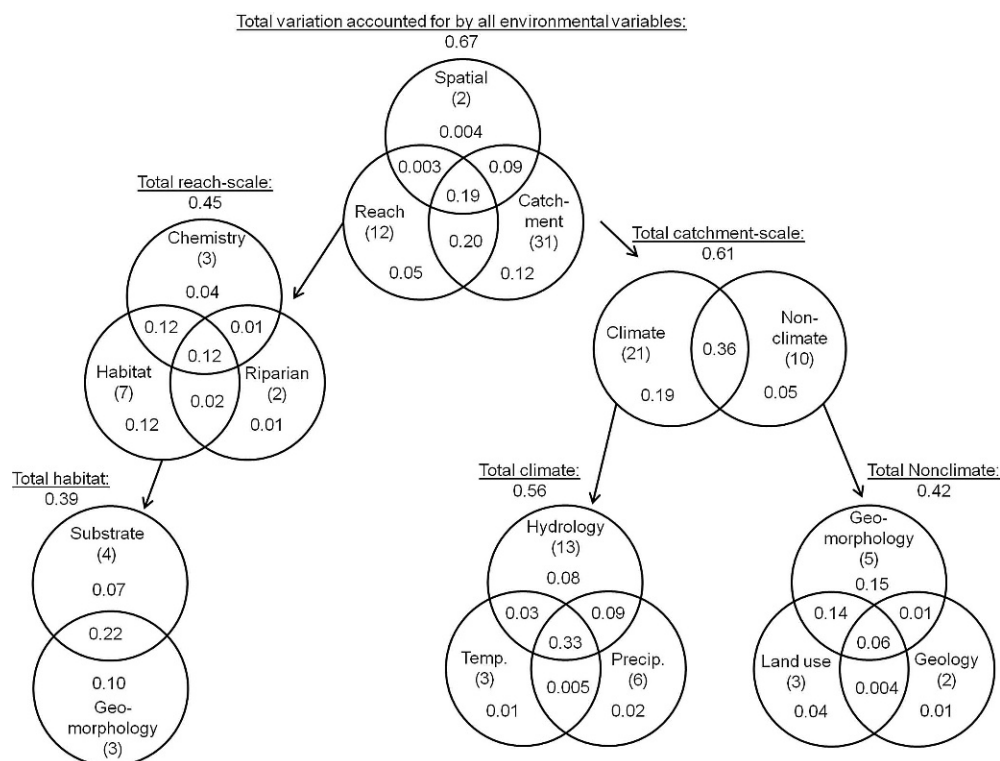 Total variation accounted for by all environmental variables:
0.67
Spatial
(2)
0.004
0.003
0.09
0.19
Reach
(12)
Catch-
ment
(31)
0.20
0.05
0.12
Total reach-scale:
0.45
Chemistry
(3)
0.04
0.12
0.01
0.12
Habitat
(7)
Riparian
(2)
0.02
0.12
0.01
Total catchment-scale:
0.61
Climate
(21)
0.36
Non-
climate
(10)
0.19
0.05
Total habitat:
0.39
Substrate
(4)
0.07
0.22
0.10
Geo-
morphology
(3)
Total climate:
0.56
Hydrology
(13)
0.08
0.03
0.09
0.33
Temp.
(3)
Precip.
(6)
0.005
0.01
0.02
Total Nonclimate:
0.42
Geo-
morphology
(5)
0.15
0.14
0.01
0.06
Land use
(3)
Geology
(2)
0.004
0.04
0.01